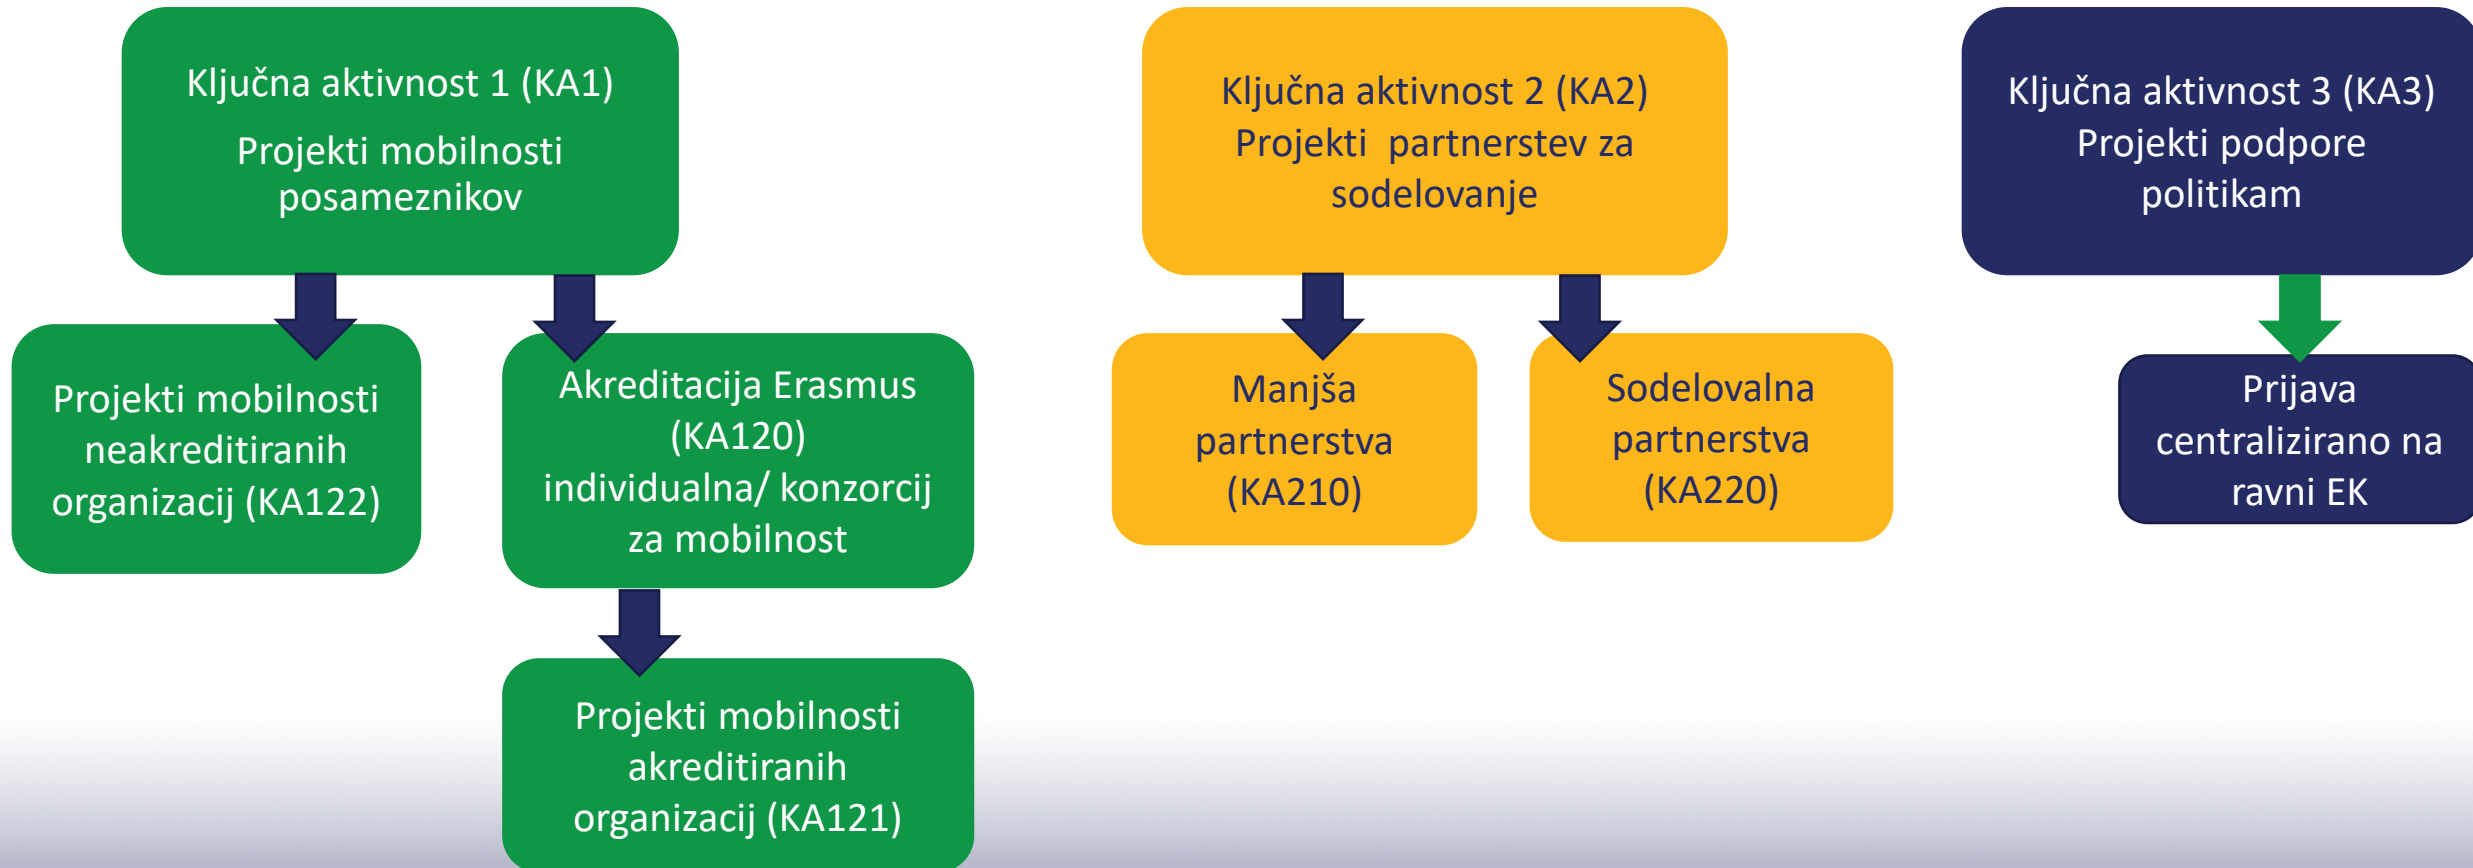 Ključna aktivnost 1 (KA1)
Projekti mobilnosti
posameznikov
Projekti mobilnosti
neakreditiranih
organizacij (KA122)
Akreditacija Erasmus
(KA120)
individualna/ konzorcij
za mobilnost
Projekti mobilnosti
akreditiranih
organizacij (KA121)
Ključna aktivnost 2 (KA2)
Projekti partnerstev za
sodelovanje
Manjša
partnerstva
(KA210)
Sodelovalna
partnerstva
(KA220)
Ključna aktivnost 3 (KA3)
Projekti podpore
politikam
Prijava
centralizirano na
ravni EK